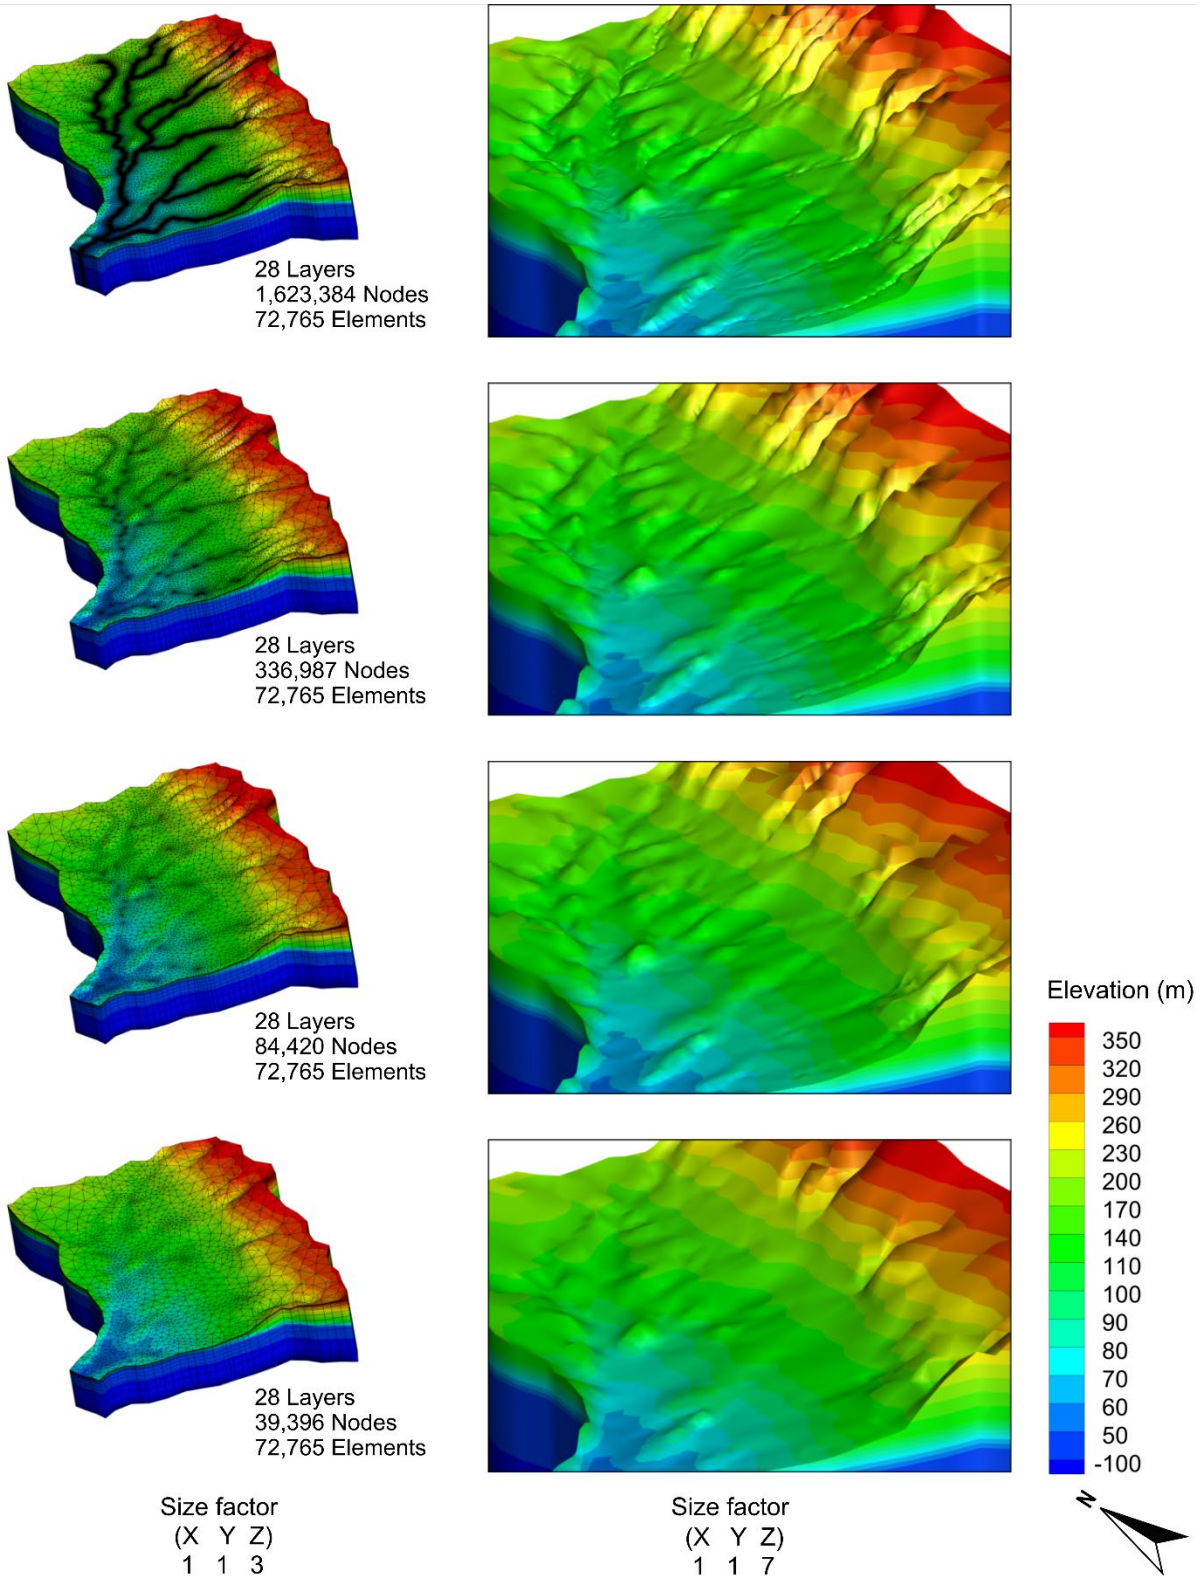 28 Layers
1,623,384 Nodes
72,765 Elements
28 Layers
336,987 Nodes
72,765 Elements
28 Layers
84,420 Nodes
72,765 Elements
28 Layers
39,396 Nodes
72,765 Elements
Elevation (m)
350
320
290
260
230
200
170
140
110
100
90
80
70
60
50
-100
N
Size factor
(X Y Z)
1 1 3
Size factor
(X Y Z)
1 1 7